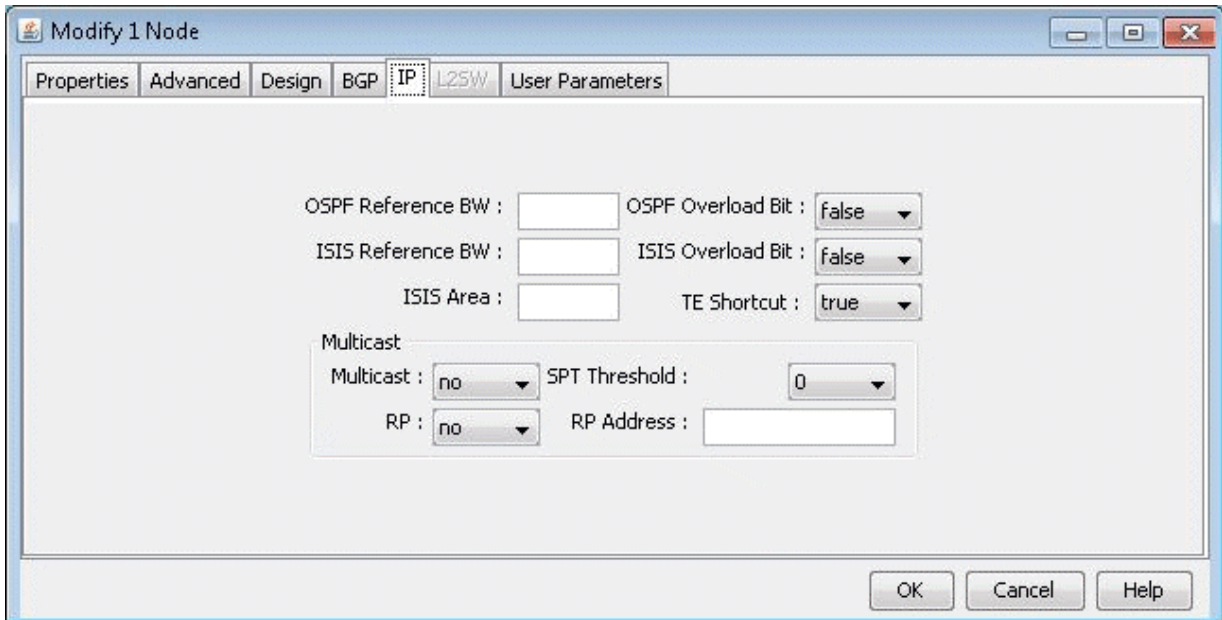 Modify 1 Node
Properties Advanced Design BGP IP L2SW User Parameters
OSPF Reference BW : OSPF Overload Bit : false
ISIS Reference BW : ISIS Overload Bit : false
ISIS Area : TE Shortcut : true
Multicast
Multicast : no SPT Threshold : 0
RP : no RP Address :
OK Cancel Help